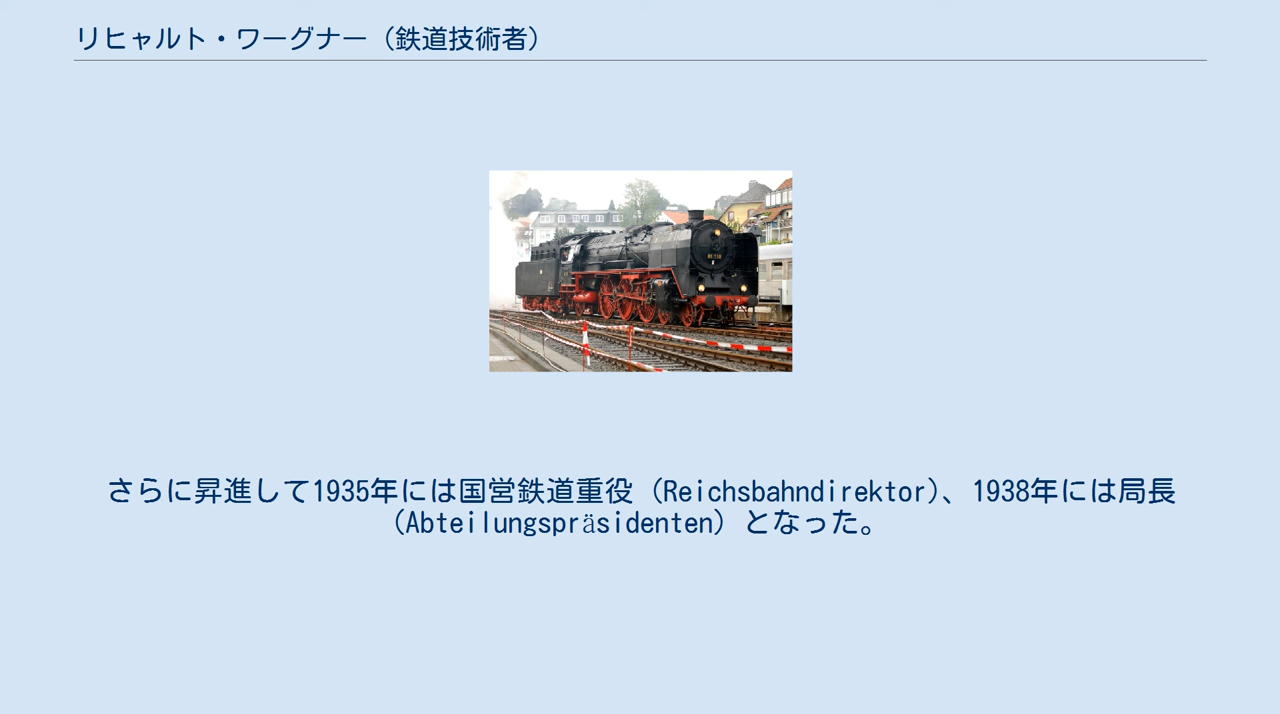 リヒャルト・ワーグナー（鉄道技術者）
さらに昇進して1935年には国営鉄道重役（Reichsbahndirektor）、1938年には局長
（Abteilungspräsidenten）となった。